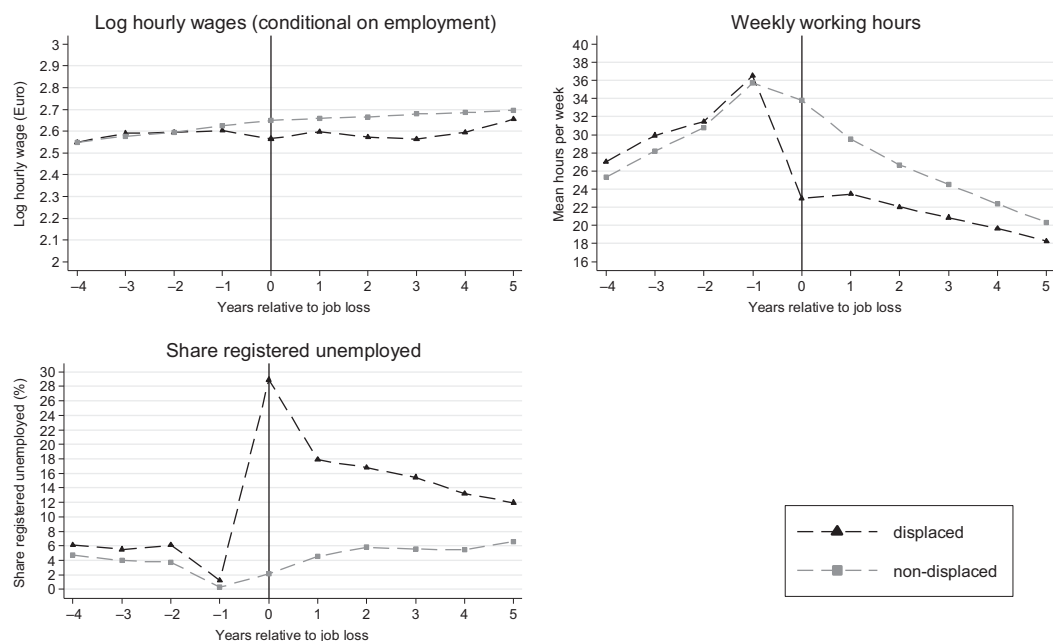 Log hourly wages (conditional on employment)
Log hourly wage (Euro)
3
2.9
2.8
2.7
2.6
2.5
2.4
2.3
2.2
2.1
2
–4 –3 –2 –1 0 1 2 3 4 5
Years relative to job loss
Weekly working hours
Mean hours per week
40
38
36
34
32
30
28
26
24
22
20
18
16
–4 –3 –2 –1 0 1 2 3 4 5
Years relative to job loss
Share registered unemployed
Share registered unemployed (%)
30
28
26
24
22
20
18
16
14
12
10
8
6
4
2
0
–4 –3 –2 –1 0 1 2 3 4 5
Years relative to job loss
displaced
non-displaced